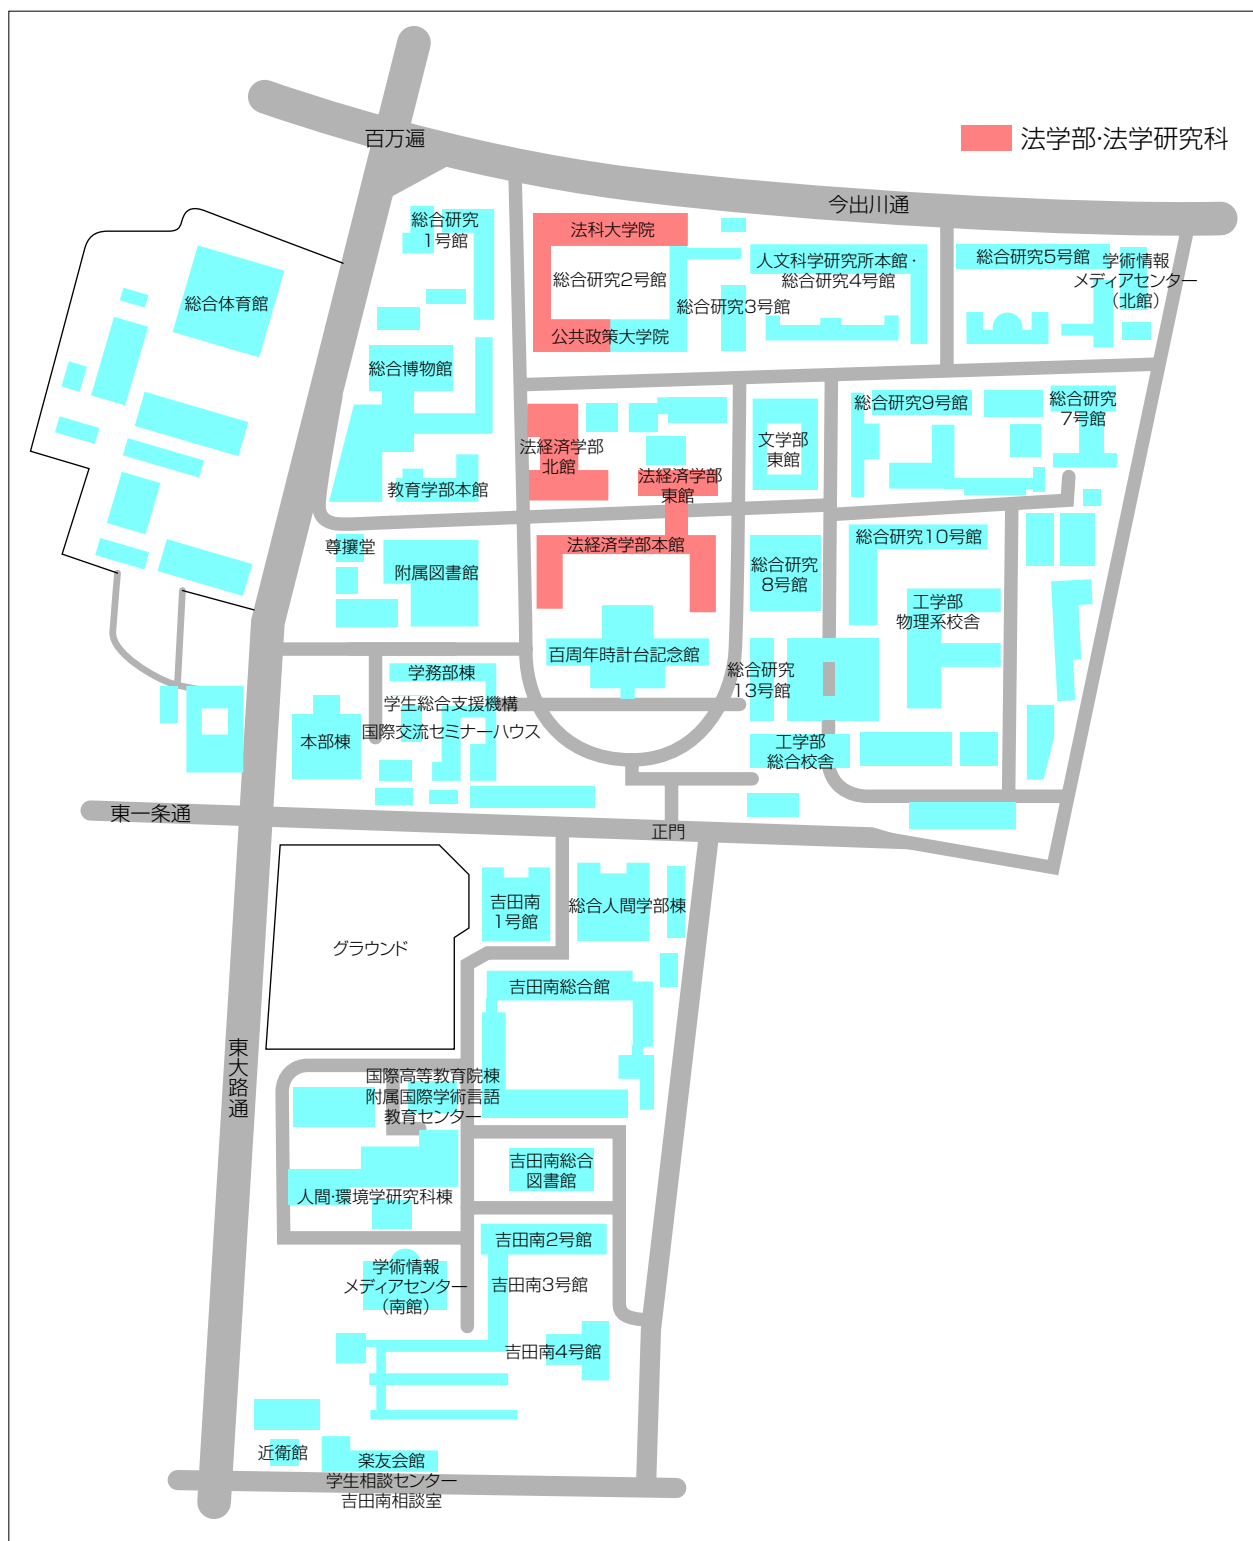 百万遍
法学部・法学研究科
今出川通
総合研究
1号館
法科大学院
総合研究2号館
公共政策大学院
総合研究3号館
人文科学研究所本館・
総合研究4号館
総合研究5号館
学術情報
メディアセンター
（北館）
総合体育館
総合博物館
法経済学部
北館
法経済学部
東館
文学部
東館
総合研究9号館
総合研究
7号館
教育学部本館
尊攘堂
附属図書館
法経済学部本館
総合研究
8号館
総合研究10号館
工学部
物理系校舎
百周年時計台記念館
総合研究
13号館
学務部棟
学生総合支援機構
国際交流セミナーハウス
本部棟
工学部
総合校舎
東一条通
正門
吉田南
1号館
総合人間学部棟
グラウンド
吉田南総合館
東大路通
国際高等教育院棟
附属国際学術言語
教育センター
吉田南総合
図書館
人間・環境学研究科棟
吉田南2号館
学術情報
メディアセンター
（南館）
吉田南3号館
吉田南4号館
近衛館
楽友会館
学生相談センター
吉田南相談室